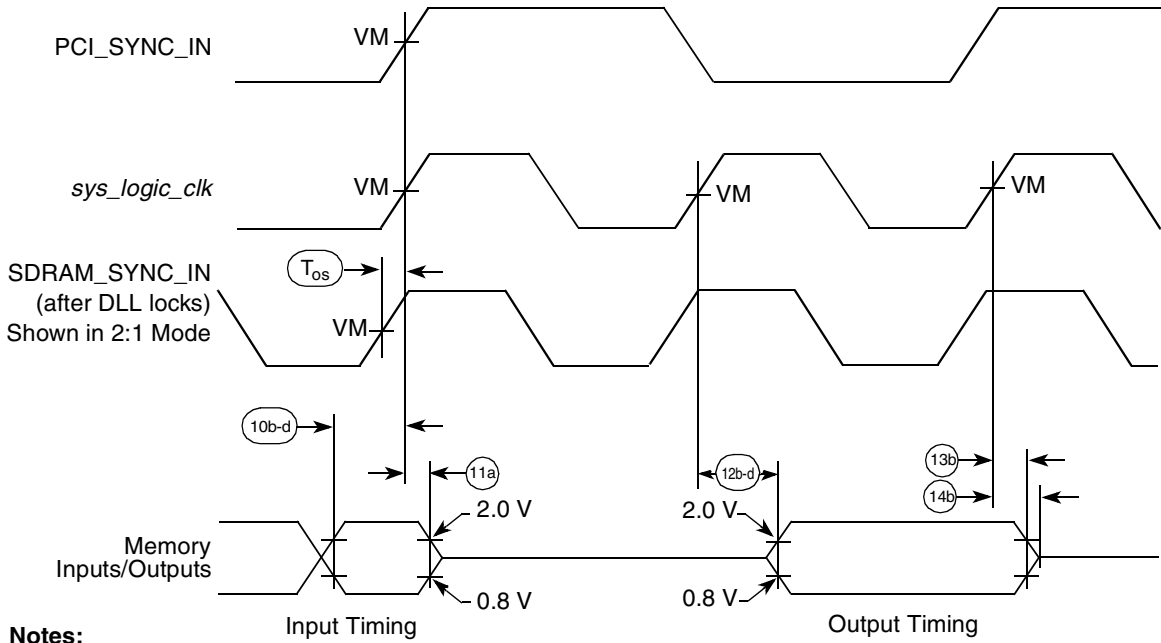 PCI_SYNC_IN
VM
sys_logic_clk
VM
VM
VM
SDRAM_SYNC_IN
(after DLL locks)
Shown in 2:1 Mode
Tos
VM
10b-d
11a
12b-d
13b
14b
2.0 V
2.0 V
Memory
Inputs/Outputs
0.8 V
0.8 V
Input Timing
Output Timing
Notes: